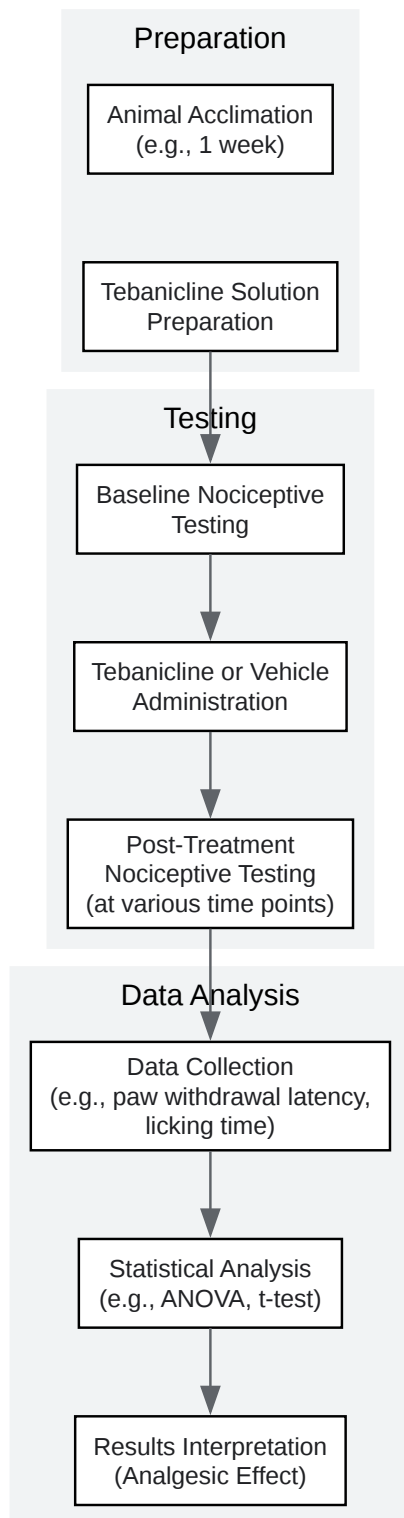 Preparation
Animal Acclimation
(e.g., 1 week)
Tebanicline Solution
Preparation
Testing
Baseline Nociceptive
Testing
Tebanicline or Vehicle
Administration
Post-Treatment
Nociceptive Testing
(at various time points)
Data Analysis
Data Collection
(e.g., paw withdrawal latency,
licking time)
Statistical Analysis
(e.g., ANOVA, t-test)
Results Interpretation
(Analgesic Effect)